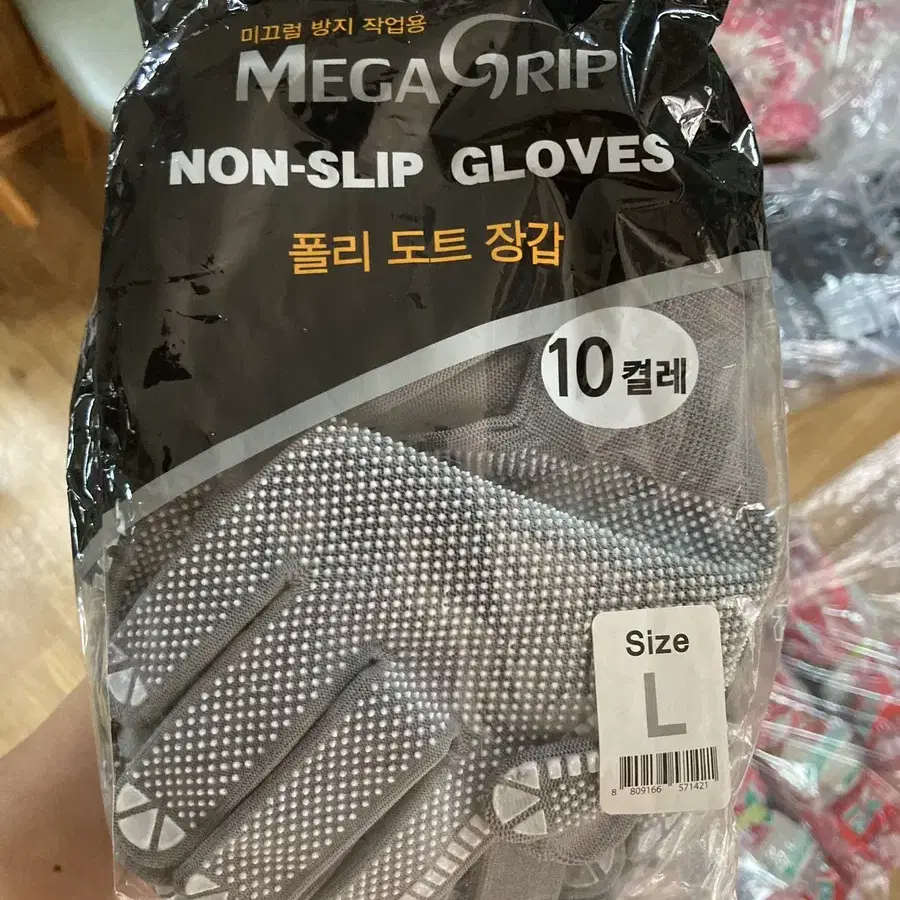 미끄럼 방지 작업용
MEGA GRIP
NON-SLIP GLOVES
폴리 도트 장갑
10 켤레
Size
L
8 809166 571421